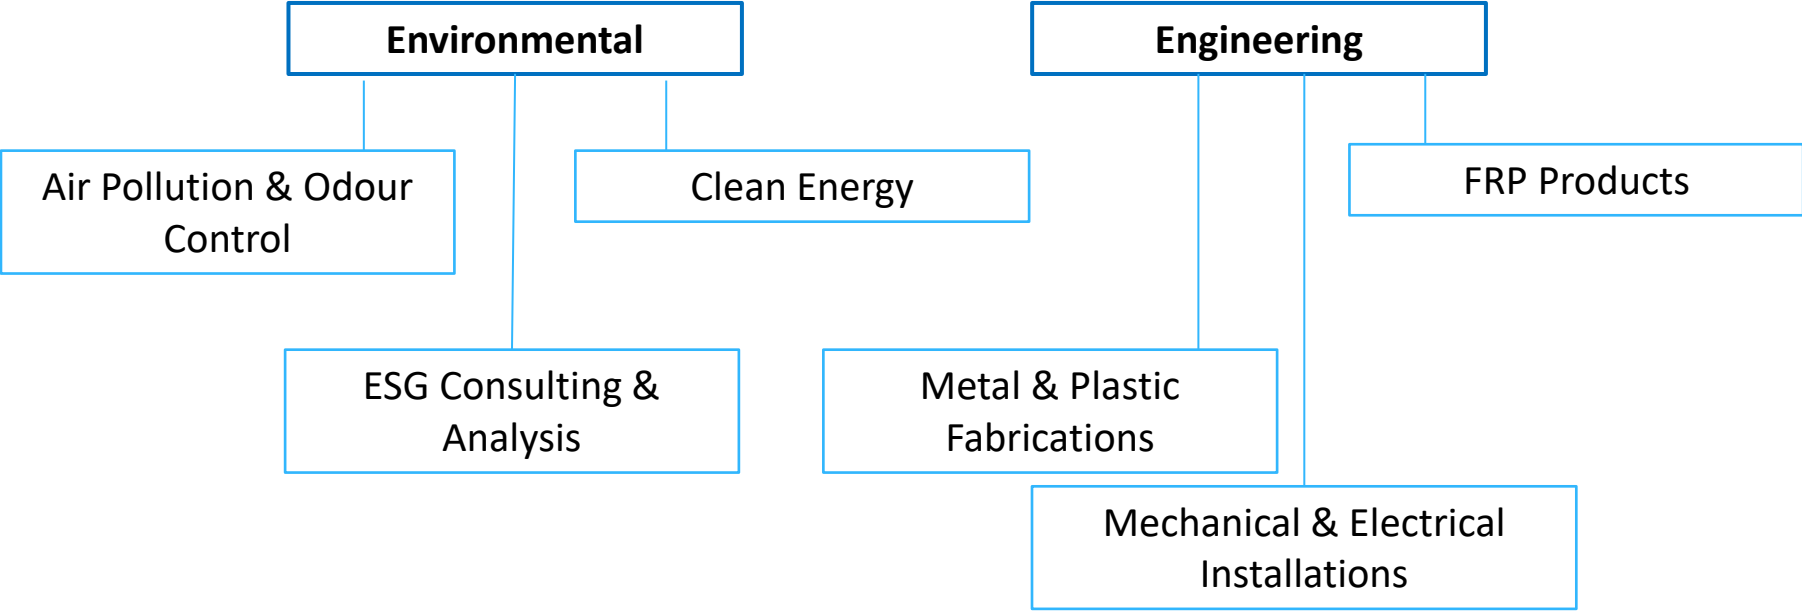 Environmental
Engineering
Air Pollution & Odour
Control
Clean Energy
FRP Products
ESG Consulting &
Analysis
Metal & Plastic
Fabrications
Mechanical & Electrical
Installations